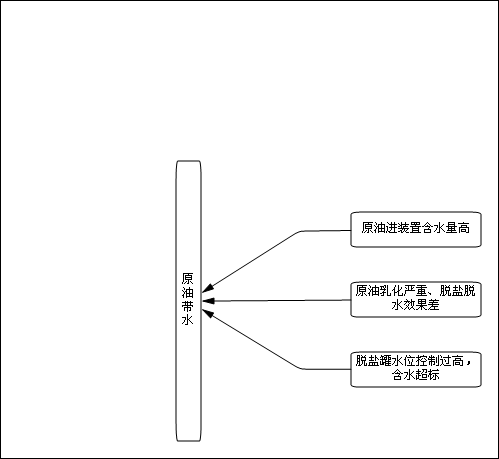 原油带水
原油进装置含水量高
原油乳化严重、脱盐脱
水效果差
脱盐罐水位控制过高，
含水超标